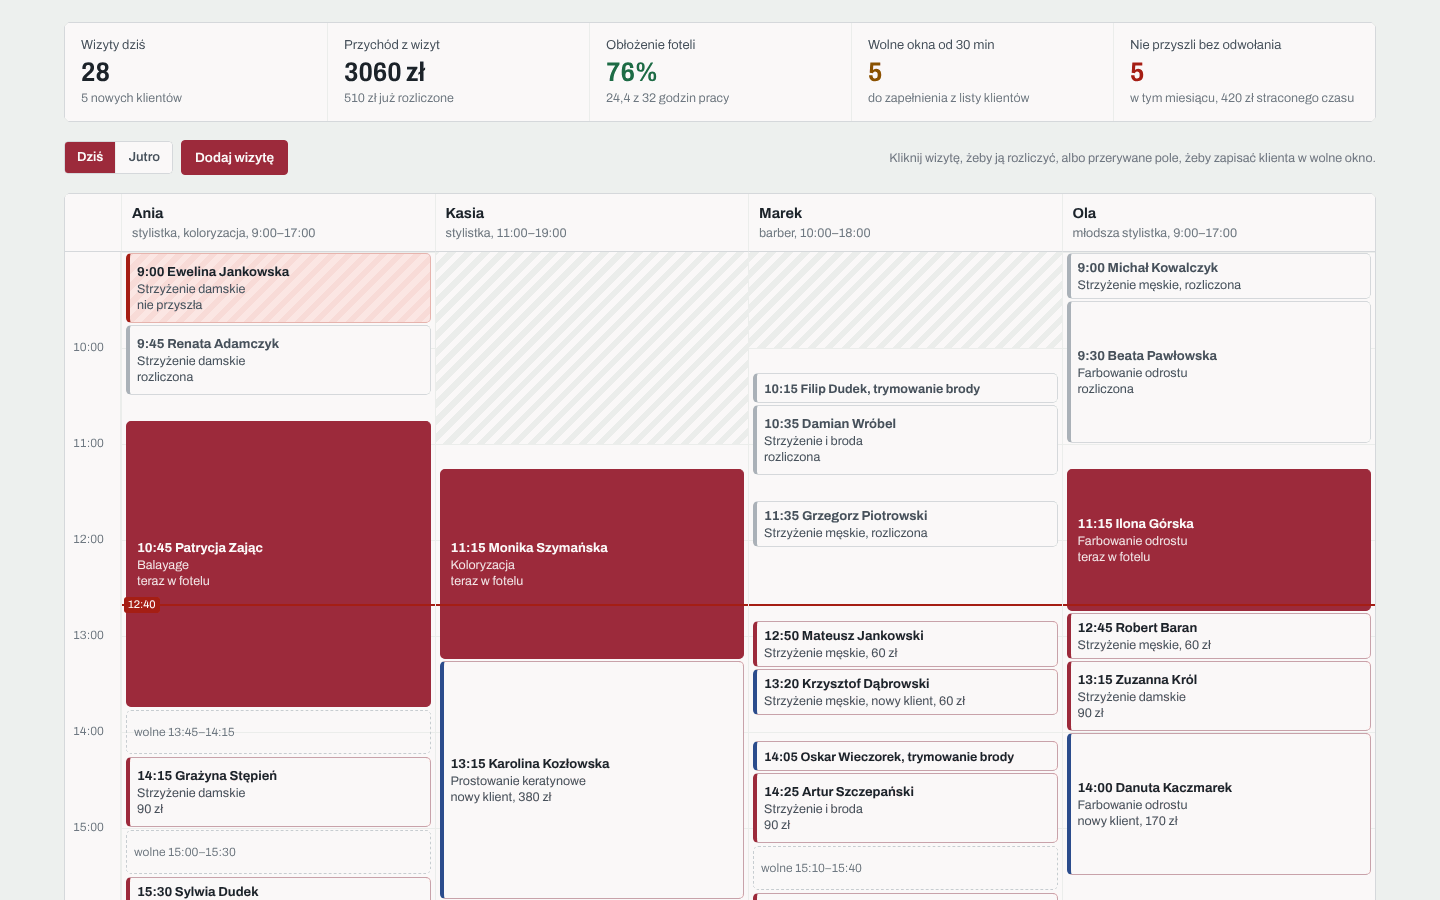 Wizyty dziś
28
5 nowych klientów
Przychód z wizyt
3060 zł
510 zł już rozliczone
Obłożenie foteli
76%
24,4 z 32 godzin pracy
Wolne okna od 30 min
5
do zapełnienia z listy klientów
Nie przyszli bez odwołania
5
w tym miesiącu, 420 zł straconego czasu
Dziś
Jutro
Dodaj wizytę
Kliknij wizytę, żeby ją rozliczyć, albo przerywane pole, żeby zapisać klienta w wolne okno.
Ania
stylistka, koloryzacja, 9:00–17:00
Kasia
stylistka, 11:00–19:00
Marek
barber, 10:00–18:00
Ola
młodsza stylistka, 9:00–17:00
10:00
11:00
12:00
12:40
13:00
14:00
15:00
9:00 Ewelina Jankowska
Strzyżenie damskie
nie przyszła
9:45 Renata Adamczyk
Strzyżenie damskie
rozliczona
10:45 Patrycja Zając
Balayage
teraz w fotelu
wolne 13:45–14:15
14:15 Grażyna Stępień
Strzyżenie damskie
90 zł
wolne 15:00–15:30
15:30 Sylwia Dudek
11:15 Monika Szymańska
Koloryzacja
teraz w fotelu
13:15 Karolina Kozłowska
Prostowanie keratynowe
nowy klient, 380 zł
10:15 Filip Dudek, trymowanie brody
10:35 Damian Wróbel
Strzyżenie i broda
rozliczona
11:35 Grzegorz Piotrowski
Strzyżenie męskie, rozliczona
12:50 Mateusz Jankowski
Strzyżenie męskie, 60 zł
13:20 Krzysztof Dąbrowski
Strzyżenie męskie, nowy klient, 60 zł
14:05 Oskar Wieczorek, trymowanie brody
14:25 Artur Szczepański
Strzyżenie i broda
90 zł
wolne 15:10–15:40
9:00 Michał Kowalczyk
Strzyżenie męskie, rozliczona
9:30 Beata Pawłowska
Farbowanie odrostu
rozliczona
11:15 Ilona Górska
Farbowanie odrostu
teraz w fotelu
12:45 Robert Baran
Strzyżenie męskie, 60 zł
13:15 Zuzanna Król
Strzyżenie damskie
90 zł
14:00 Danuta Kaczmarek
Farbowanie odrostu
nowy klient, 170 zł